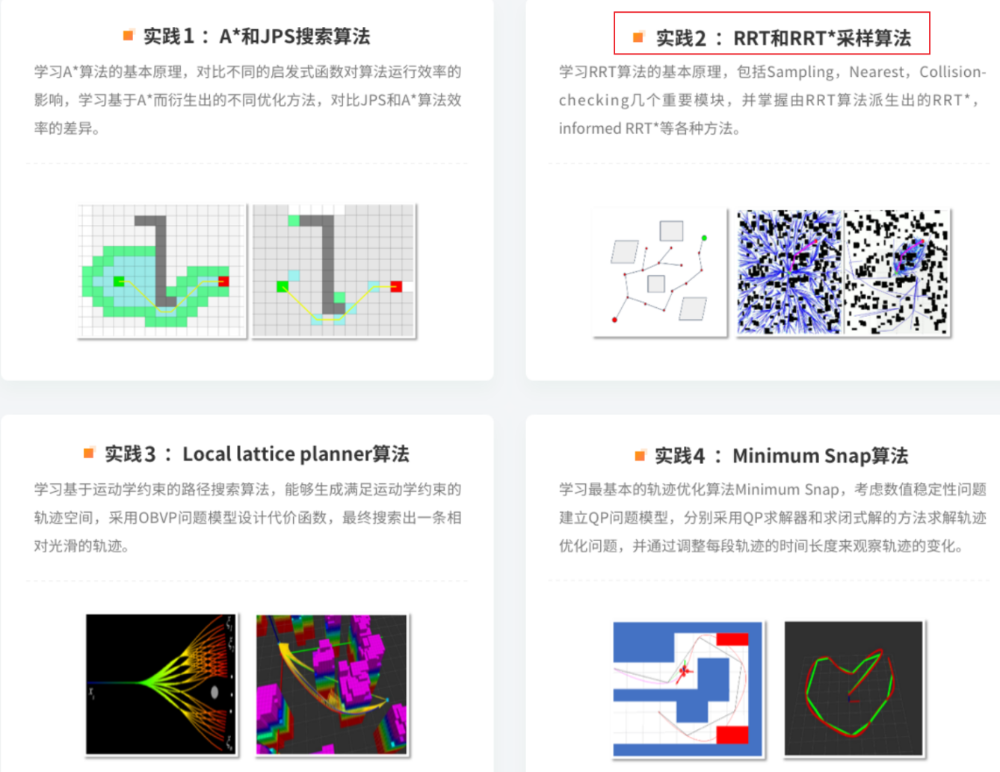 实践1：A*和JPS搜索算法
学习A*算法的基本原理，对比不同的启发式函数对算法运行效率的
影响，学习基于A*而衍生出的不同优化方法，对比JPS和A*算法效
率的差异。
实践2：RRT和RRT*采样算法
学习RRT算法的基本原理，包括Sampling，Nearest，Collision-
checking几个重要模块，并掌握由RRT算法派生出的RRT*，
informed RRT*等各种方法。
实践3：Local lattice planner算法
学习基于运动学约束的路径搜索算法，能够生成满足运动学约束的
轨迹空间，采用OBVP问题模型设计代价函数，最终搜索出一条相
对光滑的轨迹。
实践4：Minimum Snap算法
学习最基本的轨迹优化算法Minimum Snap，考虑数值稳定性问题
建立QP问题模型，分别采用QP求解器和求闭式解的方法求解轨迹
优化问题，并通过调整每段轨迹的时间长度来观察轨迹的变化。